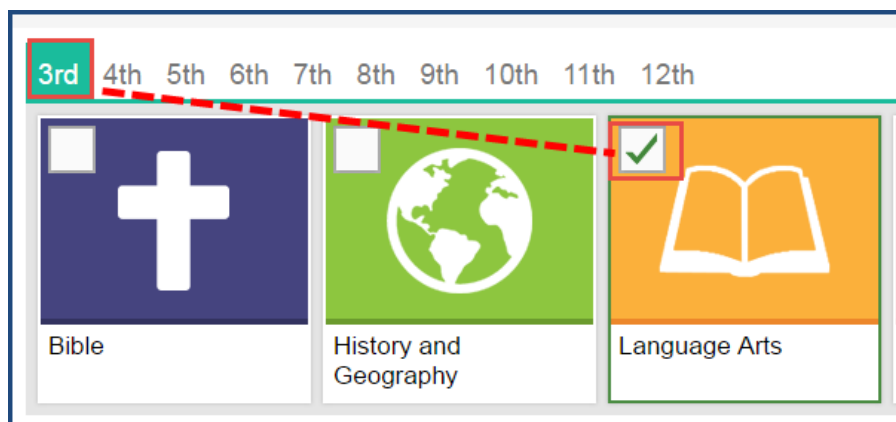 3rd 4th 5th 6th 7th 8th 9th 10th 11th 12th
Bible
History and
Geography
Language Arts